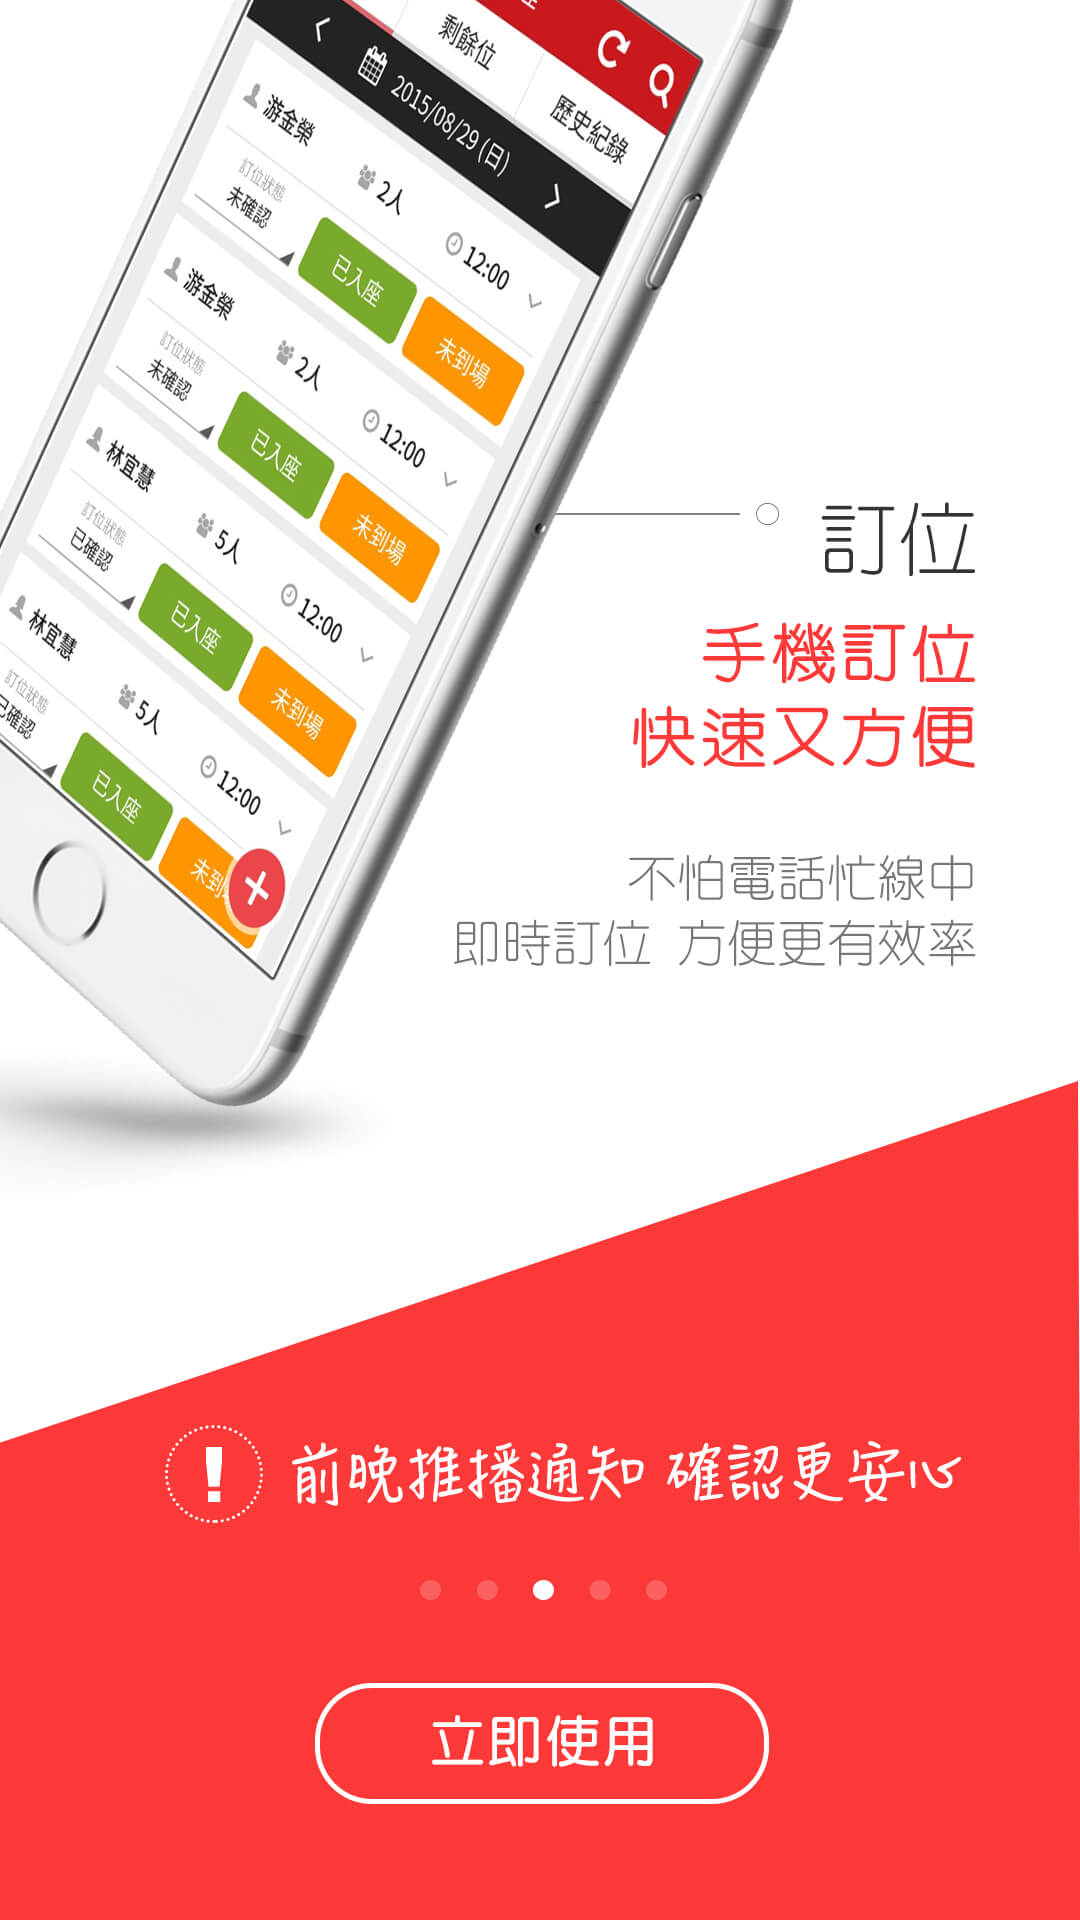 剩餘位
歷史紀錄
2015/08/29 (日)
游金榮
2人
12:00
訂位狀態
未確認
已入座
未到場
游金榮
2人
12:00
訂位狀態
未確認
已入座
未到場
林宜慧
5人
12:00
訂位狀態
已確認
已入座
未到場
林宜慧
5人
12:00
訂位狀態
已確認
已入座
未到
訂位
手機訂位
快速又方便
不怕電話忙線中
即時訂位 方便更有效率
! 前晚推播通知 確認更安心
立即使用